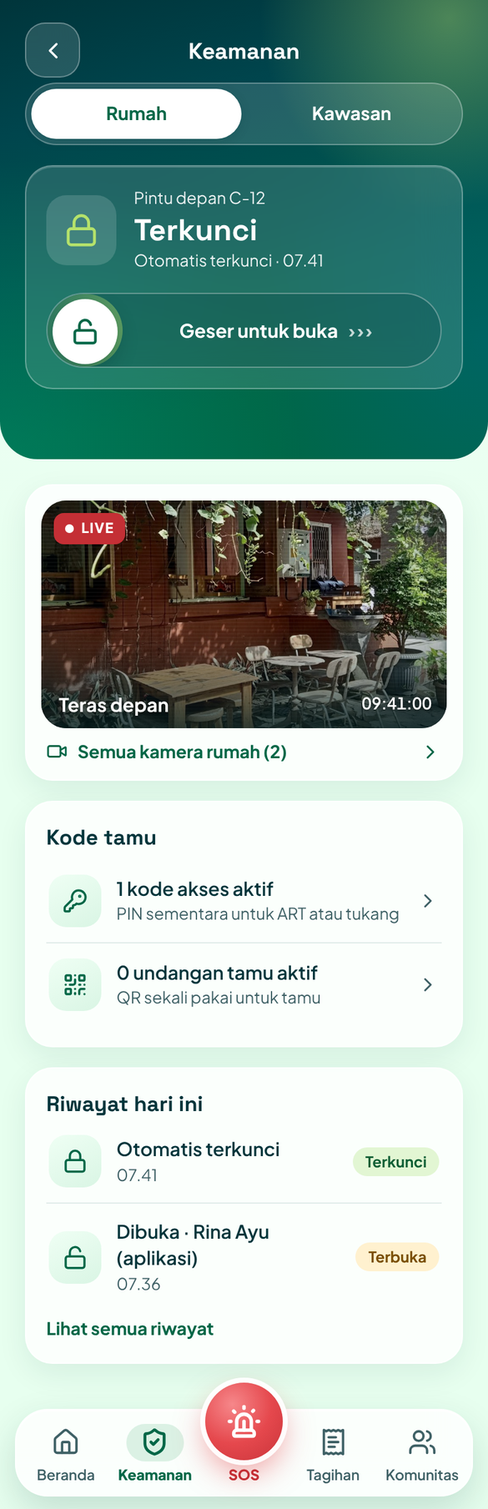 Keamanan
Rumah
Kawasan
Pintu depan C-12
Terkunci
Otomatis terkunci · 07.41
Geser untuk buka ›››
LIVE
Teras depan
09:41:00
Semua kamera rumah (2)
Kode tamu
1 kode akses aktif
PIN sementara untuk ART atau tukang
0 undangan tamu aktif
QR sekali pakai untuk tamu
Riwayat hari ini
Otomatis terkunci
07.41
Terkunci
Dibuka · Rina Ayu
(aplikasi)
07.36
Terbuka
Lihat semua riwayat
Beranda
Keamanan
SOS
Tagihan
Komunitas